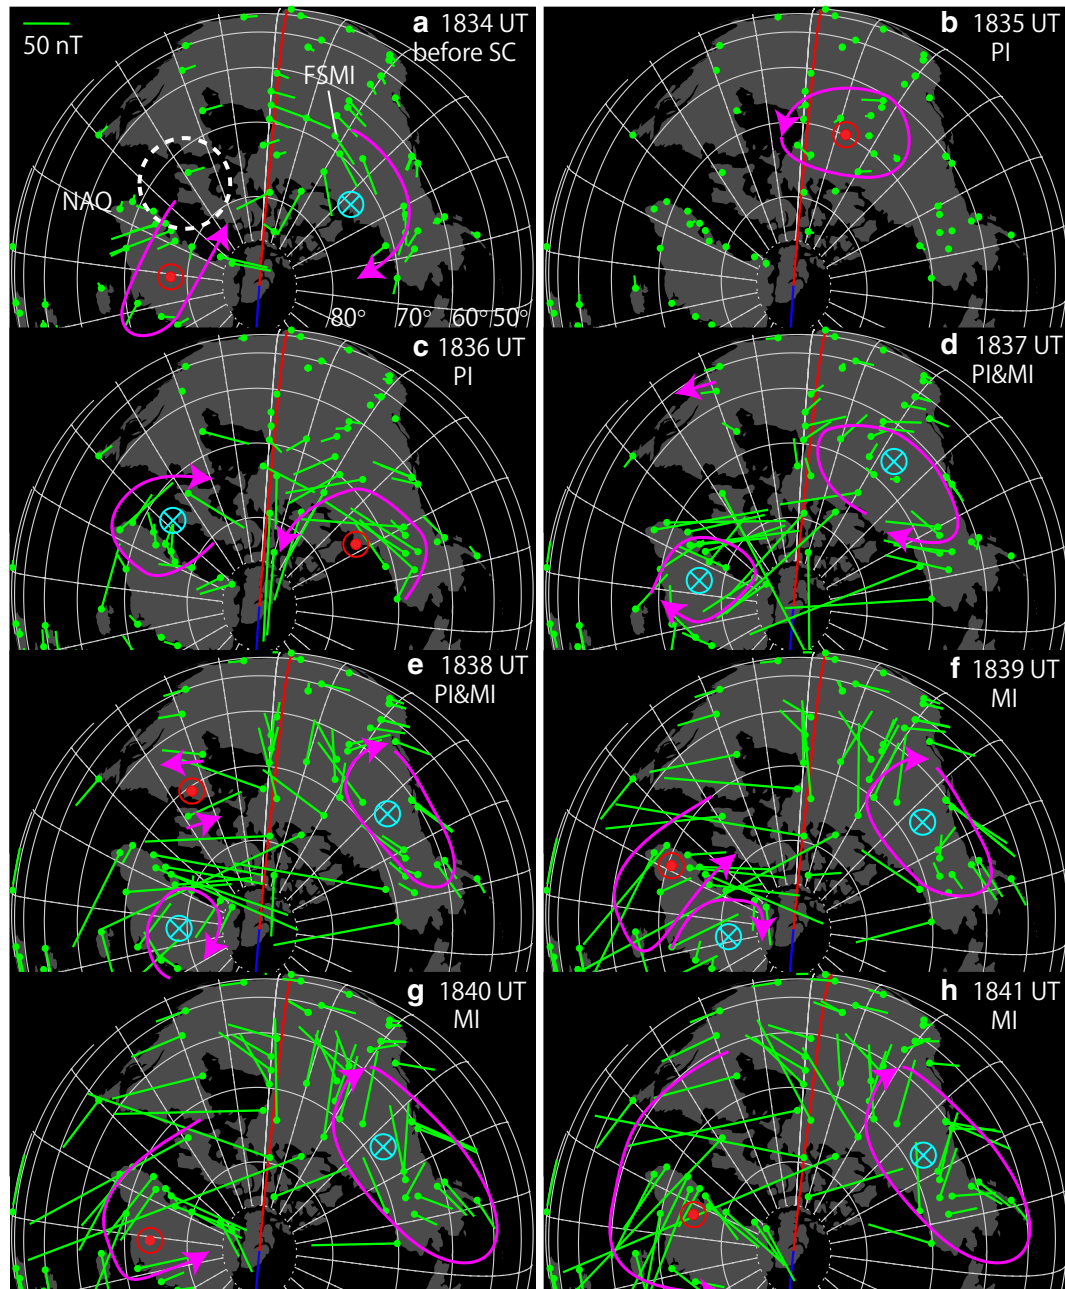 a 1834 UT
before SC
50 nT
FSMI
NAQ
80° 70° 60° 50°
b 1835 UT
PI
c 1836 UT
PI
d 1837 UT
PI&MI
e 1838 UT
PI&MI
f 1839 UT
MI
g 1840 UT
MI
h 1841 UT
MI